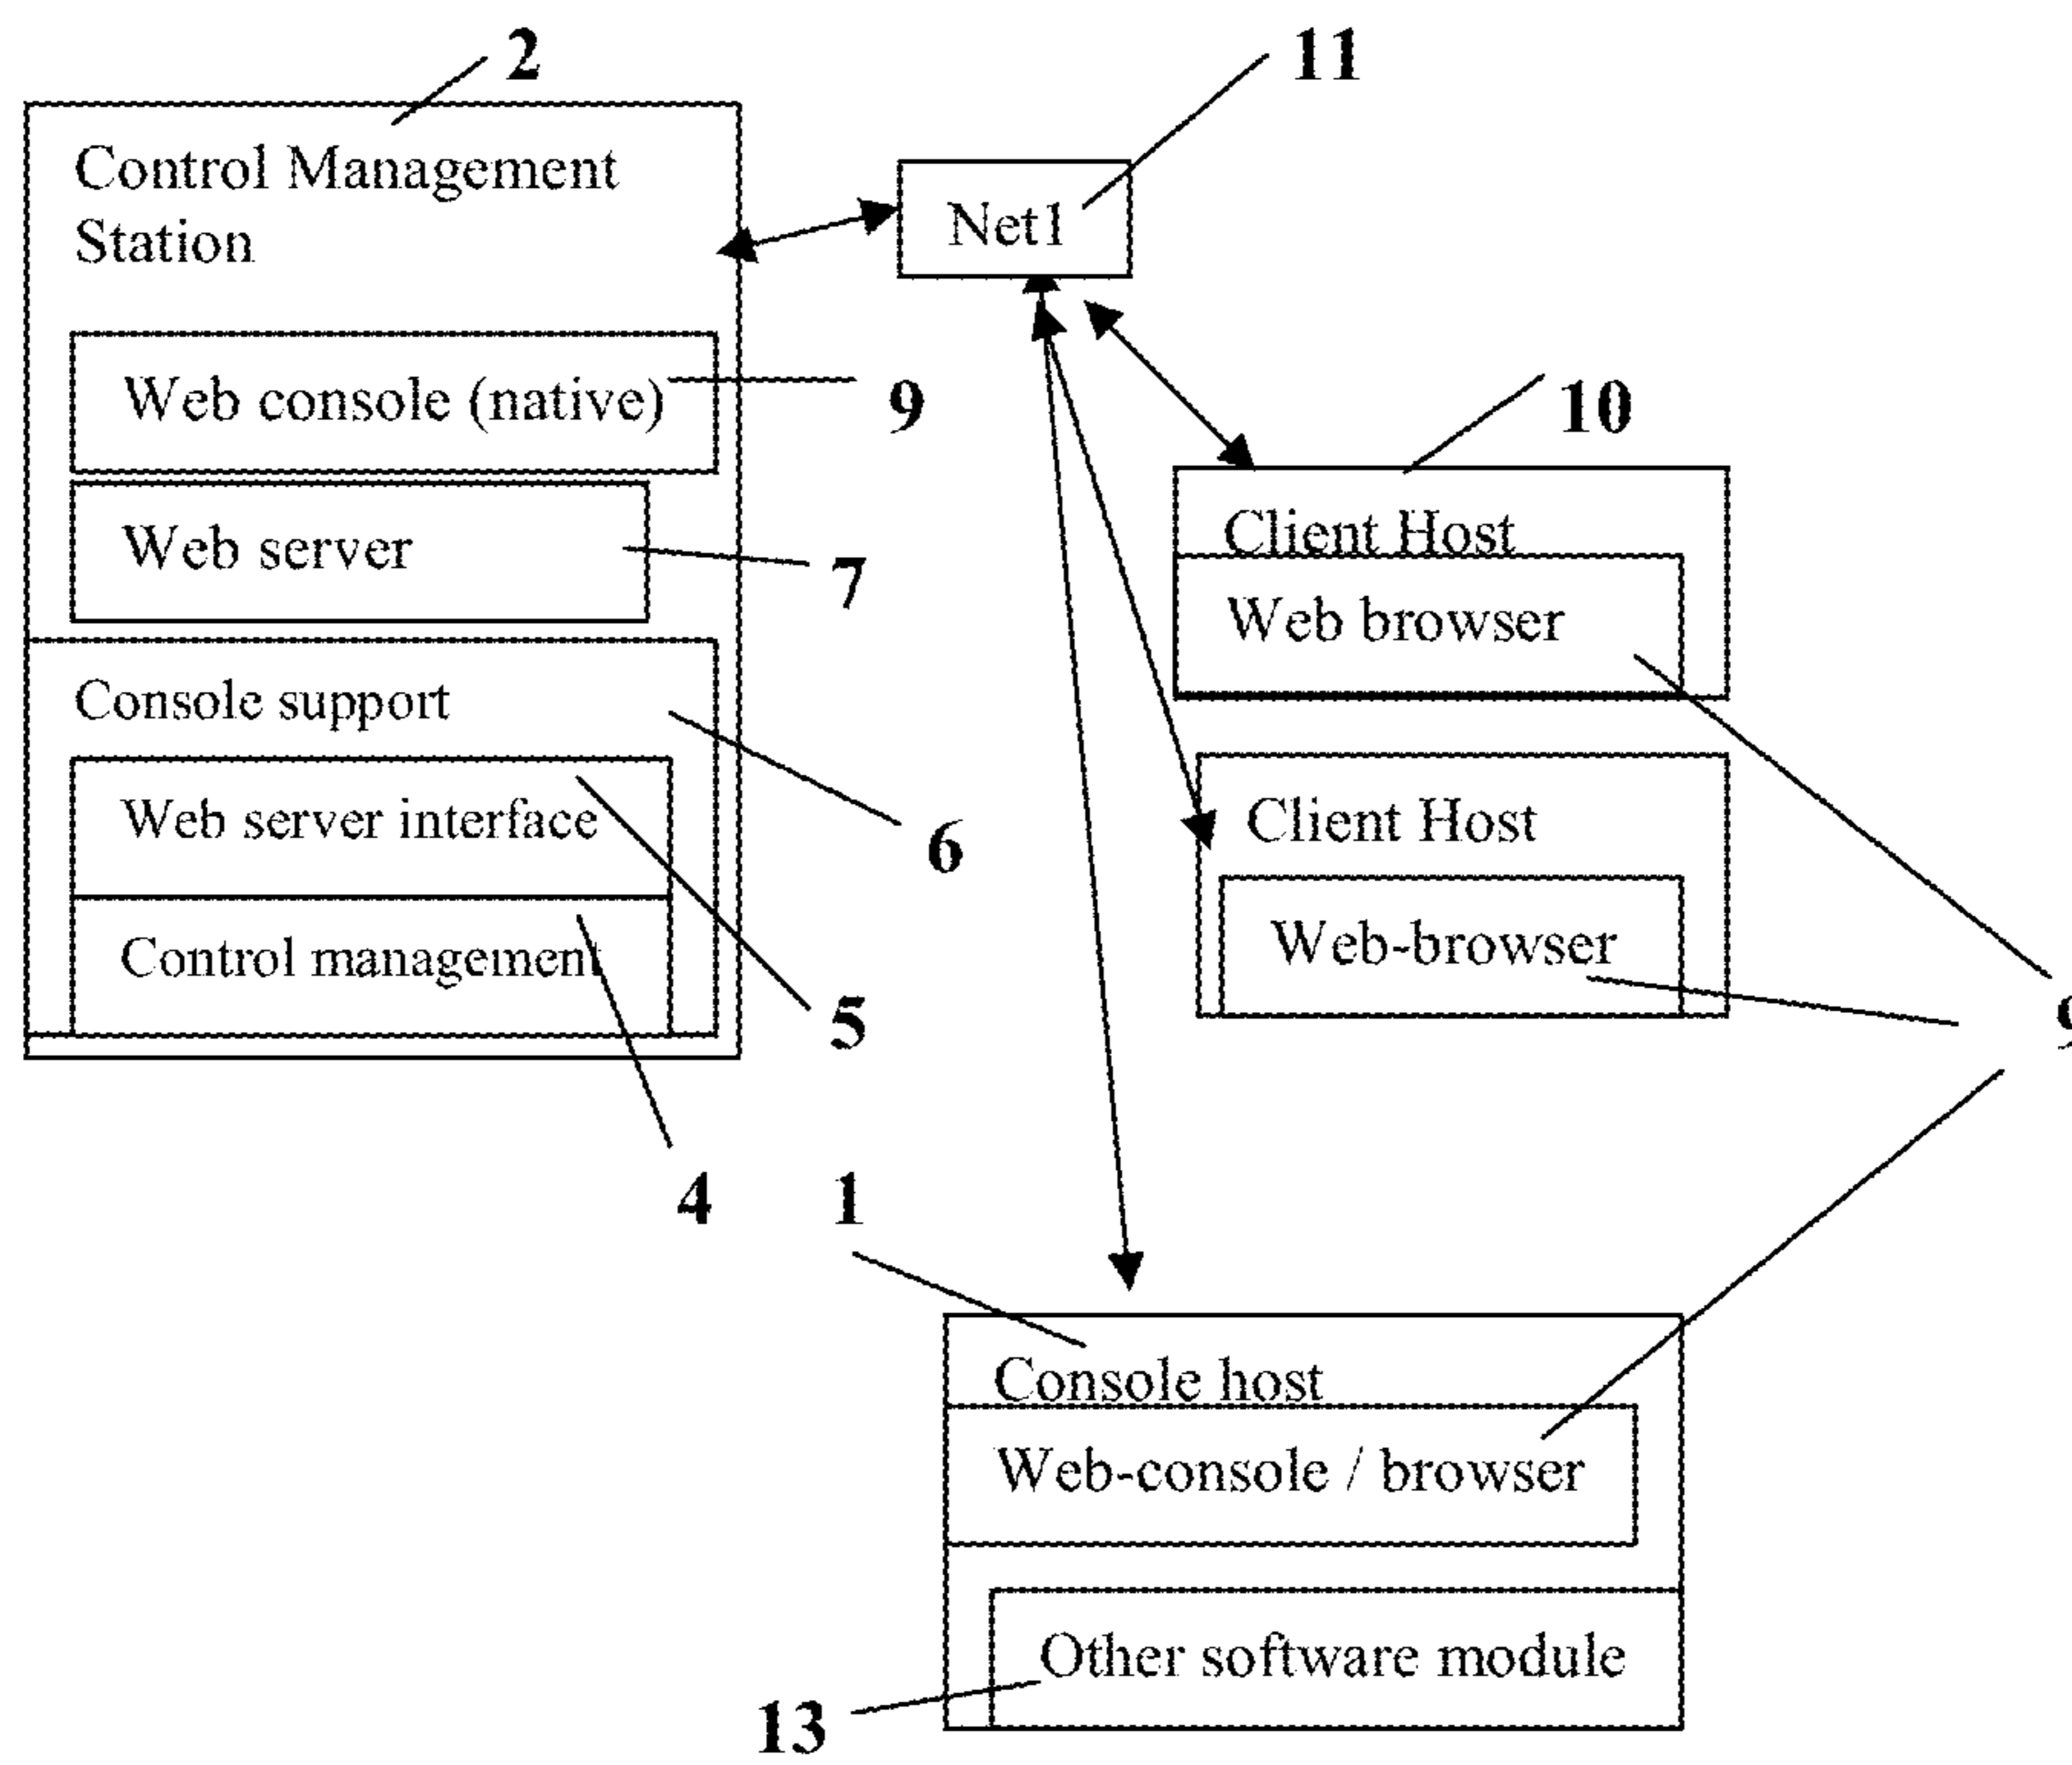 2
11
Control Management
Station
Net1
Web console (native)
9
10
Web server
7
Client Host
Web browser
Console support
Web server interface
6
Client Host
Control management
Web-browser
5
9
4
1
Console host
Web-console / browser
Other software module
13